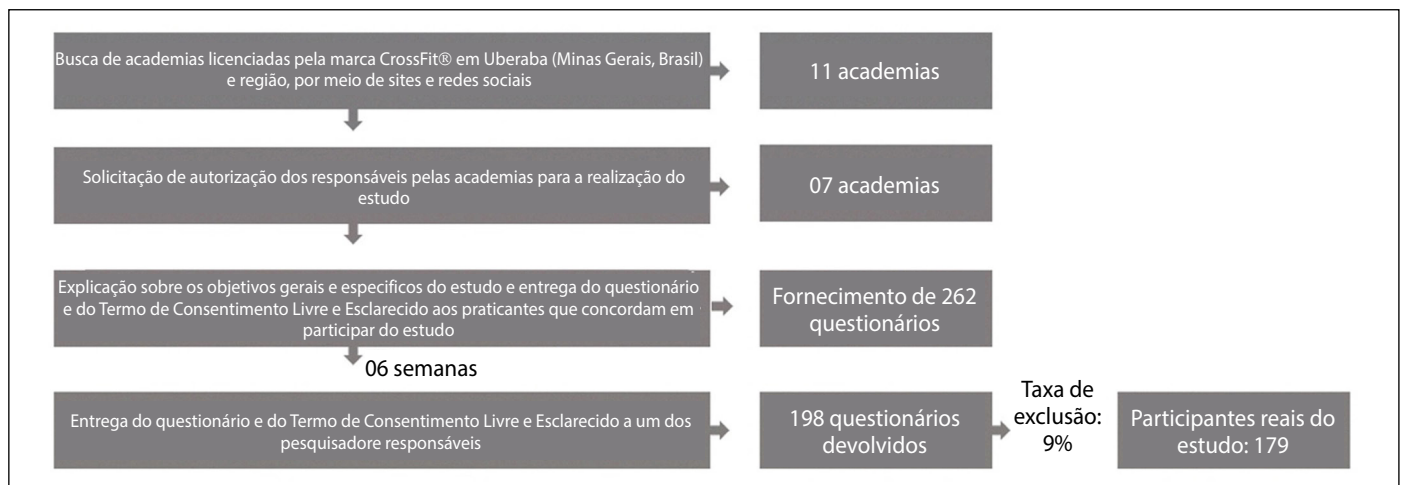 Busca de academias licenciadas pela marca CrossFit® em Uberaba (Minas Gerais, Brasil)
e região, por meio de sites e redes sociais
11 academias
Solicitação de autorização dos responsáveis pelas academias para a realização do
estudo
07 academias
Explicação sobre os objetivos gerais e especificos do estudo e entrega do questionário
e do Termo de Consentimento Livre e Esclarecido aos praticantes que concordam em
participar do estudo
Fornecimento de 262
questionários
06 semanas
Entrega do questionário e do Termo de Consentimento Livre e Esclarecido a um dos
pesquisadore responsáveis
198 questionários
devolvidos
Taxa de
exclusão:
9%
Participantes reais do
estudo: 179